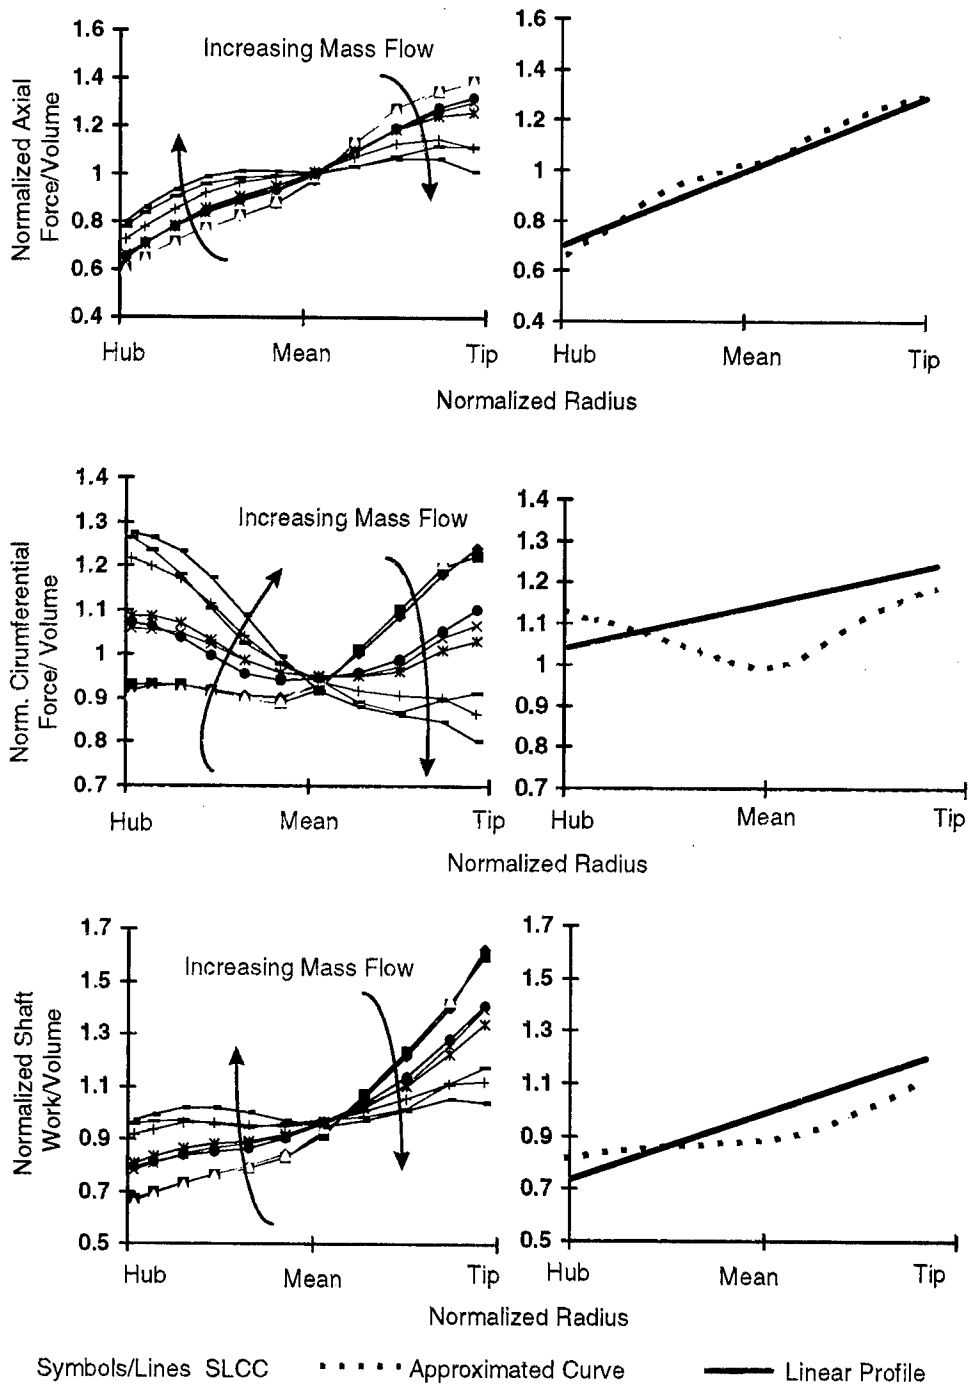 Normalized Axial
Force/Volume
1.6
1.4
1.2
1
0.8
0.6
0.4
Increasing Mass Flow
Hub Mean Tip
1.6
1.4
1.2
1
0.8
0.6
0.4
Hub Mean Tip
Normalized Radius
Norm. Cirumferential
Force/ Volume
1.4
1.3
1.2
1.1
1
0.9
0.8
0.7
Increasing Mass Flow
Hub Mean Tip
1.4
1.3
1.2
1.1
1
0.9
0.8
0.7
Hub Mean Tip
Normalized Radius
Normalized Shaft
Work/Volume
1.7
1.5
1.3
1.1
0.9
0.7
0.5
Increasing Mass Flow
Hub Mean Tip
1.7
1.5
1.3
1.1
0.9
0.7
0.5
Hub Mean Tip
Normalized Radius
Symbols/Lines SLCC Approximated Curve Linear Profile